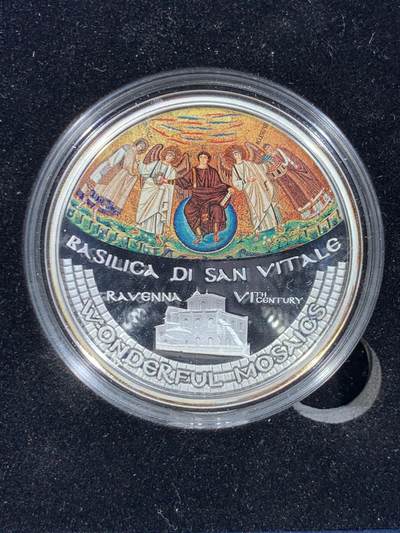 BASILICA DI SAN VITALE
RAVENNA VITH CENTURY
WONDERFUL MOSAICS